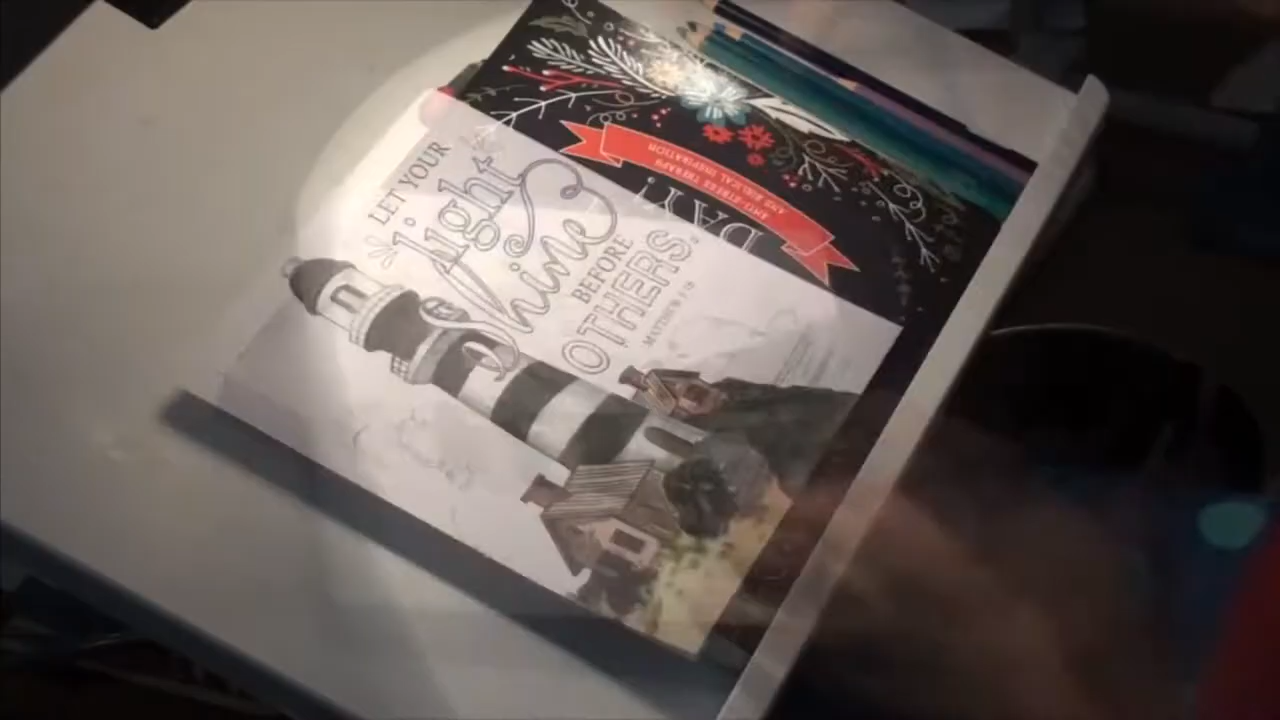 LET YOUR
light
Shine
BEFORE
OTHERS.
MATTHEW 5:16
DAY!
ANTI-STRESS THERAPY
AND BIBLICAL INSPIRATION